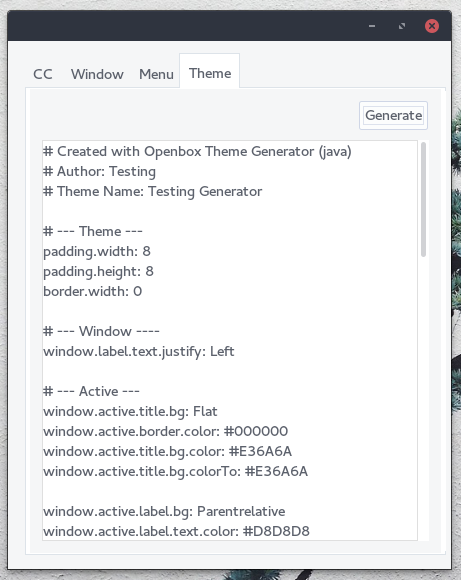 CC Window Menu Theme
Generate
# Created with Openbox Theme Generator (java)
# Author: Testing
# Theme Name: Testing Generator
# --- Theme ---
padding.width: 8
padding.height: 8
border.width: 0
# --- Window ----
window.label.text.justify: Left
# --- Active ---
window.active.title.bg: Flat
window.active.border.color: #000000
window.active.title.bg.color: #E36A6A
window.active.title.bg.colorTo: #E36A6A
window.active.label.bg: Parentrelative
window.active.label.text.color: #D8D8D8